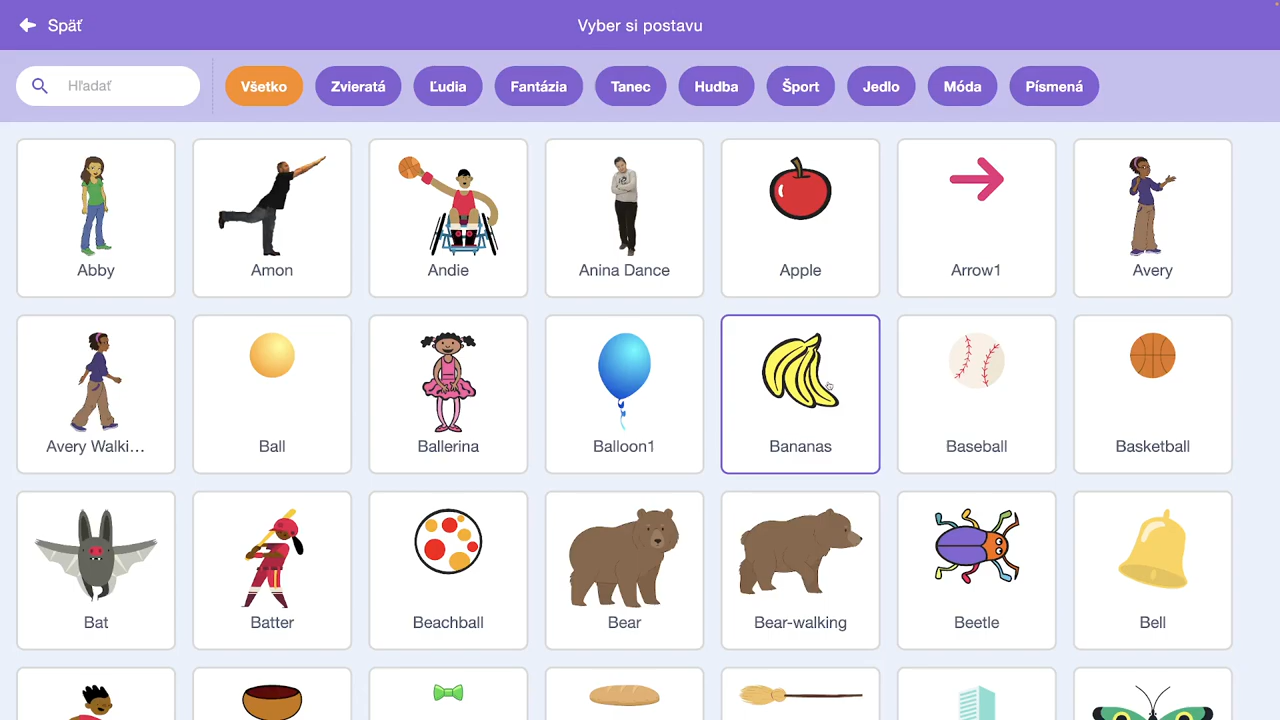 Späť
Vyber si postavu
Hľadať
Všetko
Zvieratá
Ľudia
Fantázia
Tanec
Hudba
Šport
Jedlo
Móda
Písmená
Abby
Amon
Andie
Anina Dance
Apple
Arrow1
Avery
Avery Walki...
Ball
Ballerina
Balloon1
Bananas
Baseball
Basketball
Bat
Batter
Beachball
Bear
Bear-walking
Beetle
Bell